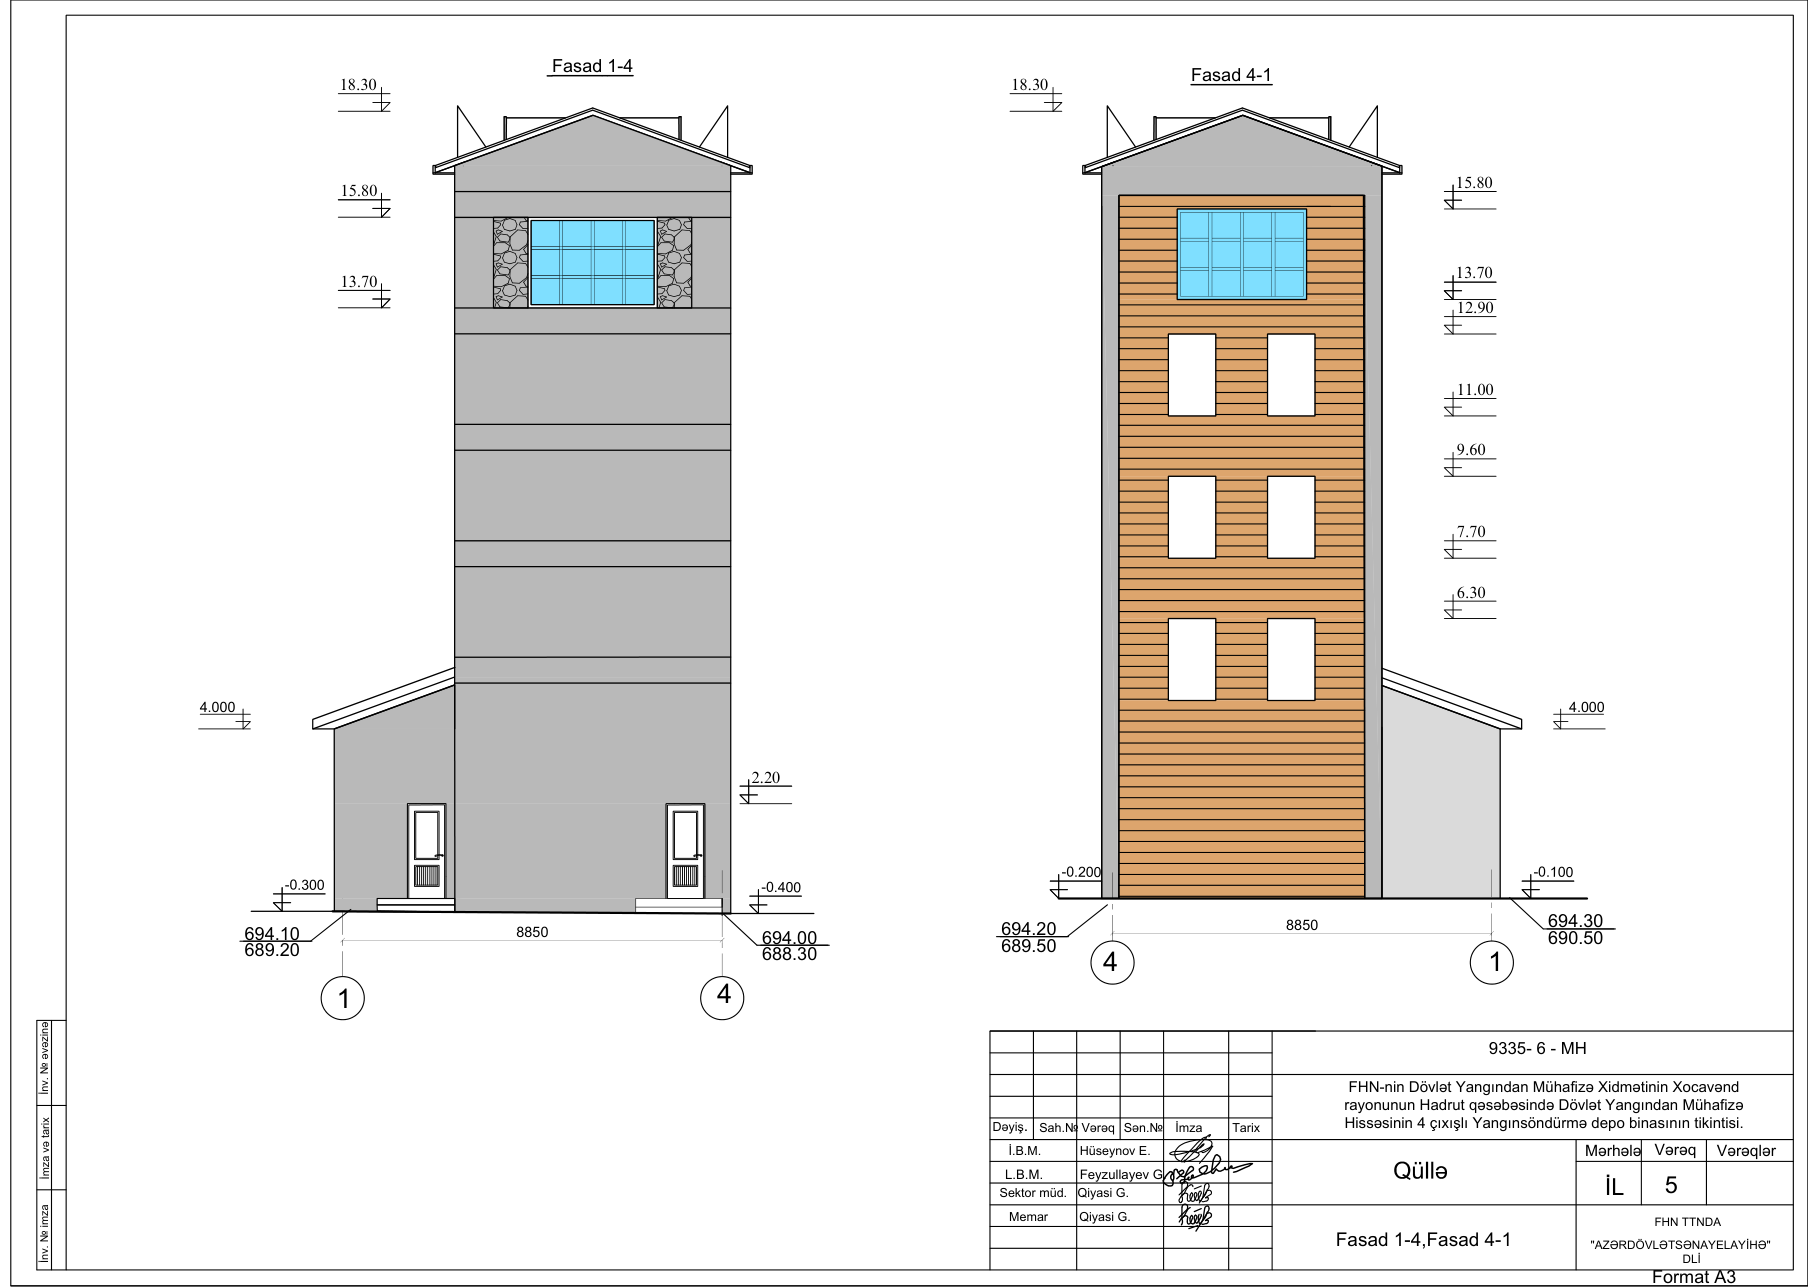 Fasad 1-4
18.30
15.80
13.70
4.000
2.20
-0.300
-0.400
694.10
689.20
8850
694.00
688.30
1
4
Fasad 4-1
18.30
15.80
13.70
12.90
11.00
9.60
7.70
6.30
4.000
-0.200
-0.100
694.20
689.50
8850
694.30
690.50
4
1
İnv. № əvəzinə
İmza və tarix
İnv. № imza
9335- 6 - MH
FHN-nin Dövlət Yangından Mühafizə Xidmətinin Xocavənd
rayonunun Hadrut qəsəbəsində Dövlət Yangından Mühafizə
Hissəsinin 4 çıxışlı Yangınsöndürmə depo binasının tikintisi.
Dəyiş. Sah.№ Vərəq Sən.№ İmza Tarix
İ.B.M. Hüseynov E.
L.B.M. Feyzullayev G.
Sektor müd. Qiyasi G.
Memar Qiyasi G.
Qüllə
Mərhələ Vərəq Vərəqlər
İL 5
Fasad 1-4,Fasad 4-1
FHN TTNDA
"AZƏRDÖVLƏTSƏNAYELAYİHƏ"
DLİ
Format A3